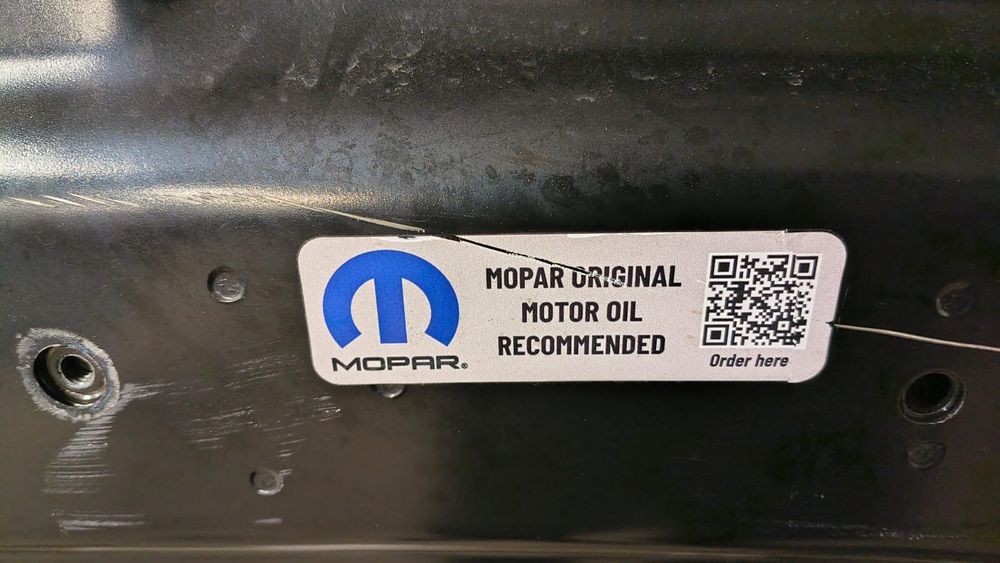 MOPAR®
MOPAR ORIGINAL
MOTOR OIL
RECOMMENDED
Order here